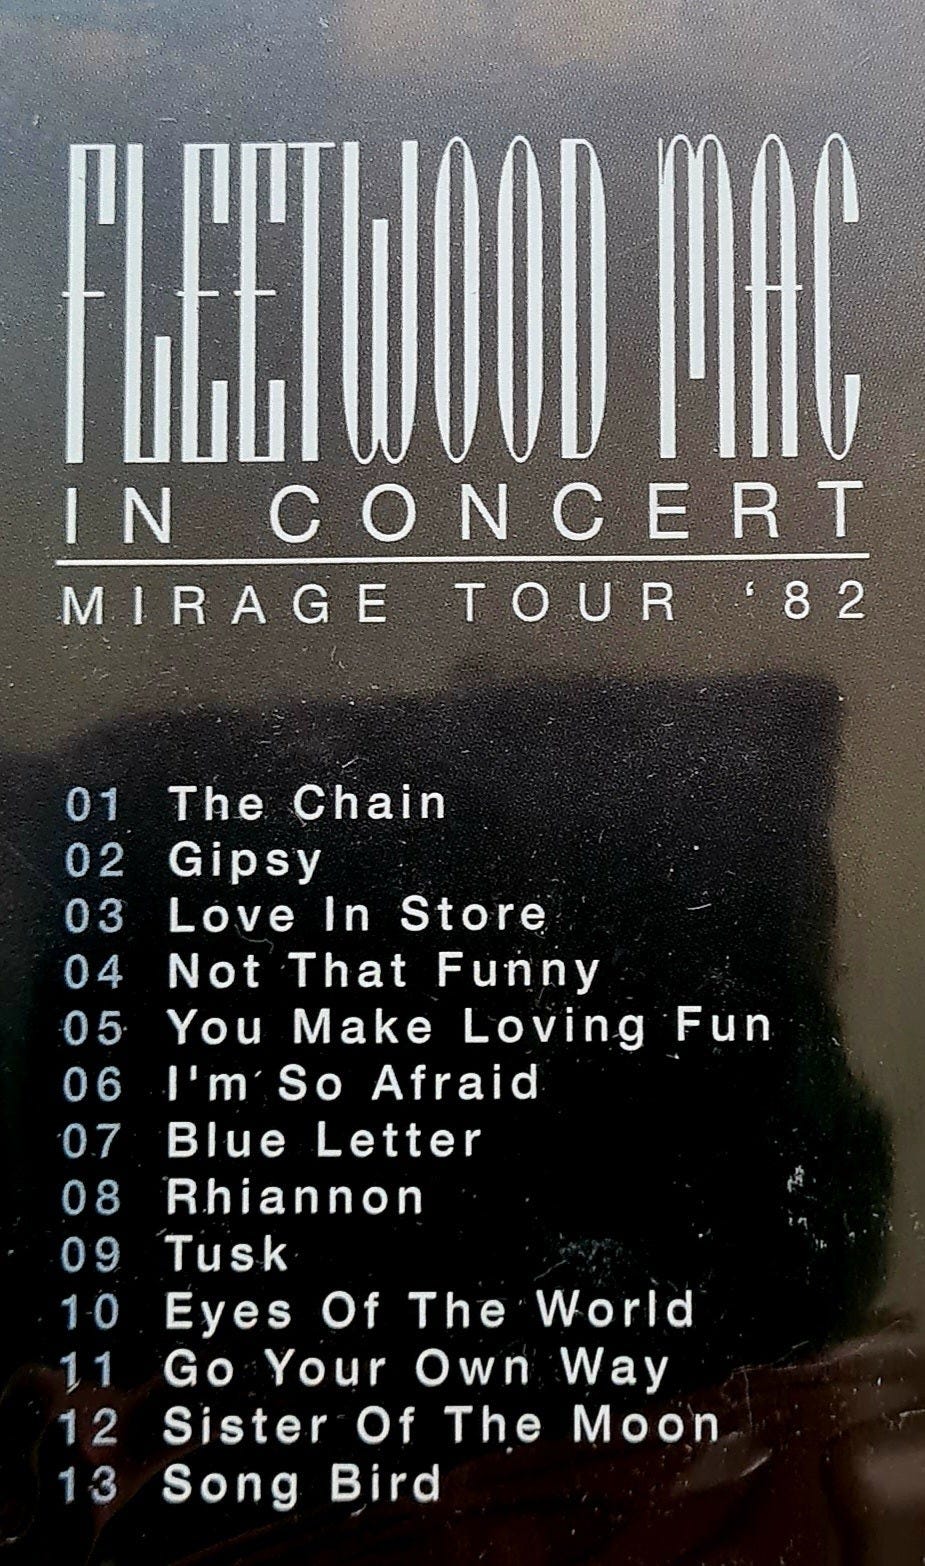 FLEETWOOD MAC
IN CONCERT
MIRAGE TOUR '82
01 The Chain
02 Gipsy
03 Love In Store
04 Not That Funny
05 You Make Loving Fun
06 I'm So Afraid
07 Blue Letter
08 Rhiannon
09 Tusk
10 Eyes Of The World
11 Go Your Own Way
12 Sister Of The Moon
13 Song Bird